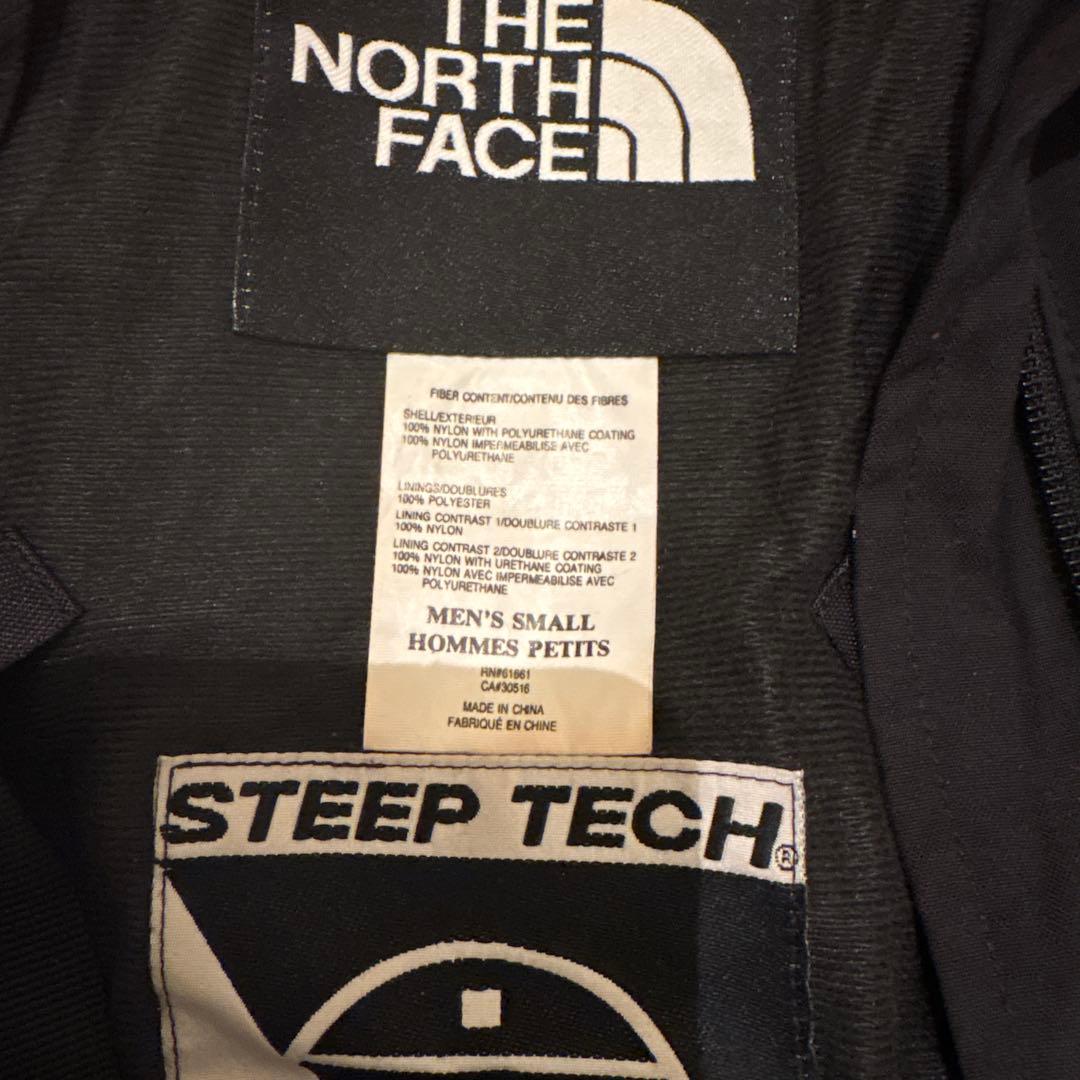 THE
NORTH
FACE
FIBER CONTENT/CONTENU DES FIBRES
SHELL/EXTERIEUR
100% NYLON WITH POLYURETHANE COATING
100% NYLON IMPERMEABILISE AVEC
POLYURETHANE
LININGS/DOUBLURES
100% POLYESTER
LINING CONTRAST 1/DOUBLURE CONTRASTE 1
100% NYLON
LINING CONTRAST 2/DOUBLURE CONTRASTE 2
100% NYLON WITH URETHANE COATING
100% NYLON AVEC IMPERMEABILISE AVEC
POLYURETHANE
MEN'S SMALL
HOMMES PETITS
RN#61661
CA#30516
MADE IN CHINA
FABRIQUÉ EN CHINE
STEEP TECH®